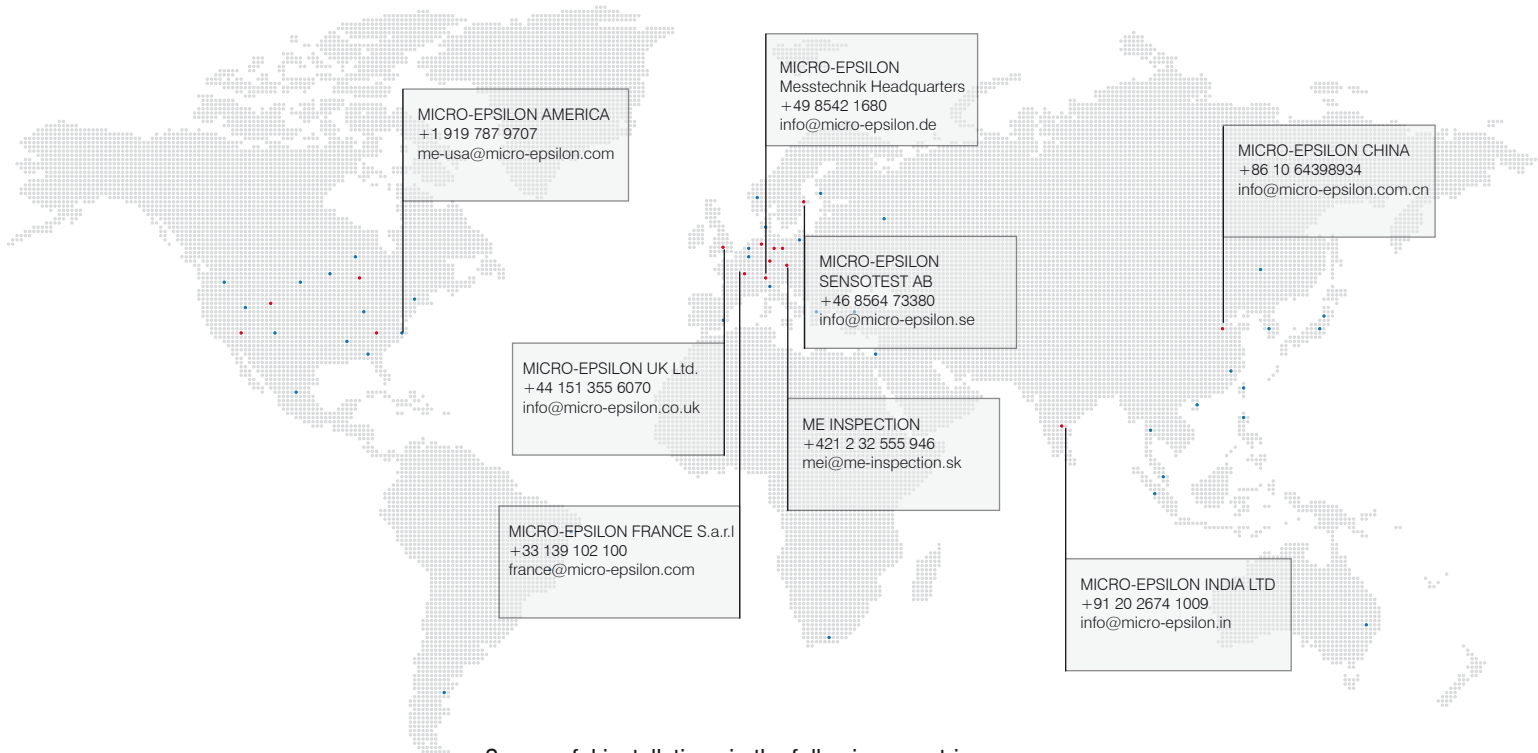 MICRO-EPSILON
Messtechnik Headquarters
+49 8542 1680
info@micro-epsilon.de
MICRO-EPSILON AMERICA
+1 919 787 9707
me-usa@micro-epsilon.com
MICRO-EPSILON CHINA
+86 10 64398934
info@micro-epsilon.com.cn
MICRO-EPSILON
SENSOTEST AB
+46 8564 73380
info@micro-epsilon.se
MICRO-EPSILON UK Ltd.
+44 151 355 6070
info@micro-epsilon.co.uk
ME INSPECTION
+421 2 32 555 946
mei@me-inspection.sk
MICRO-EPSILON FRANCE S.a.r.l
+33 139 102 100
france@micro-epsilon.com
MICRO-EPSILON INDIA LTD
+91 20 2674 1009
info@micro-epsilon.in